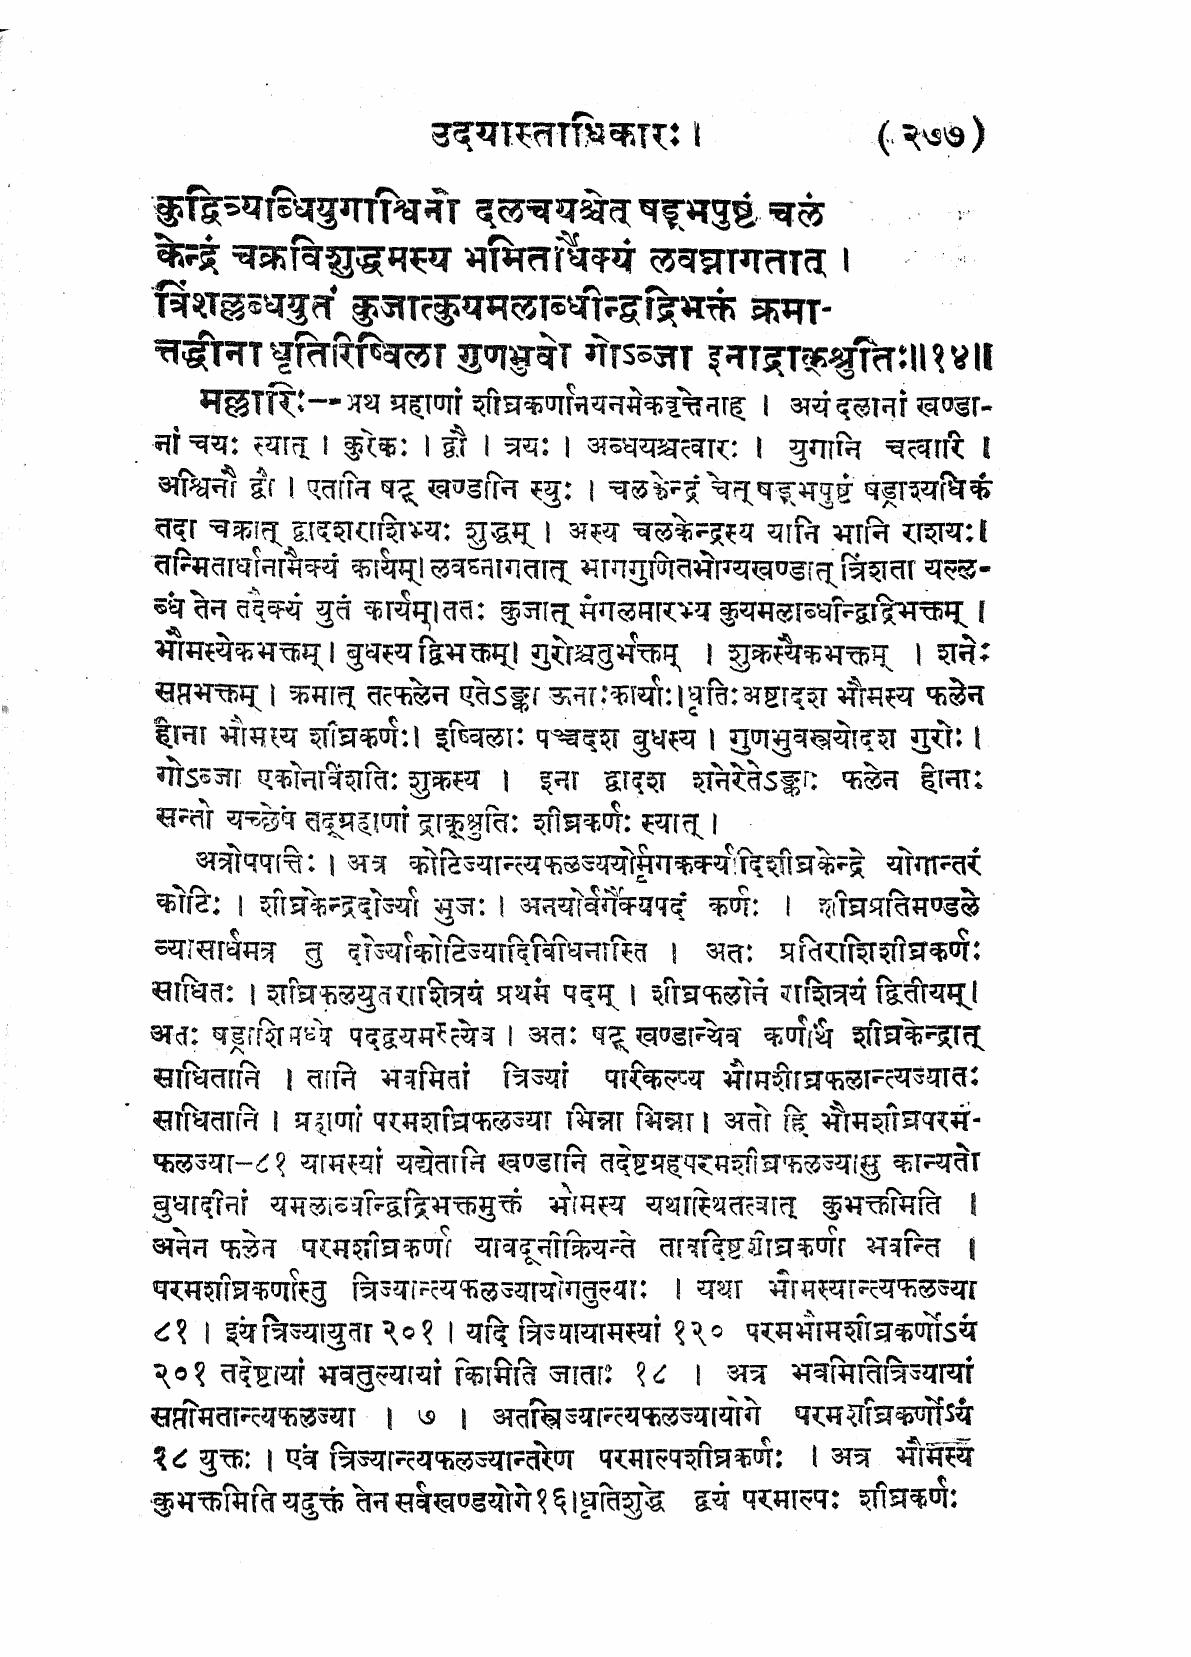 उदयास्ताधिकारः । (२७७)
कुद्वित्र्यब्धियुगाश्विनौ दलचयश्चेत् षड्भपुष्टं चलं
केन्द्रं चक्रविशुद्धमस्य भमितार्धैक्यं लवघ्नागतात् ।
त्रिंशल्लब्धयुतं कुजात्कुयमलाब्धीन्द्वद्रिभक्तं क्रमा-
त्तद्धीना धृतिरिष्विला गुणभुवो गोऽब्जा इनाद्राक्श्रुतिः॥१४॥
मल्लारिः-–अथ ग्रहाणां शीघ्रकर्णानयनमेकवृत्तेनाह । अयं दलानां खण्डा-
नां चयः स्यात् । कुरेकः । द्वौ । त्रयः । अब्धयश्चत्वारः । युगानि चत्वारि ।
अश्विनौ द्वौ । एतानि षट् खण्डानि स्युः । चलकेन्द्रं चेत् षड्भपुष्टं षड्राश्यधिकं
तदा चक्रात् द्वादशराशिभ्यः शुद्धम् । अस्य चलकेन्द्रस्य यानि भानि राशयः।
तन्मितार्धानामैक्यं कार्यम्। लवघ्नागतात् भागगुणितभोग्यखण्डात् त्रिंशता यल्ल-
ब्धं तेन तदैक्यं युतं कार्यम्।ततः कुजात् मंगलमारभ्य कुयमलाब्धीन्द्वद्रिभक्तम् ।
भौमस्येकभक्तम् । बुधस्य द्विभक्तम्। गुरोश्चतुर्भक्तम् । शुक्रस्यैकभक्तम् । शनेः
सप्तभक्तम् । क्रमात् तत्फलेन एतेऽङ्का ऊनाःकार्याः।धृतिःअष्टादश भौमस्य फलेन
हीना भौमस्य शीघ्रकर्णः। इष्विलाः पञ्चदश बुधस्य । गुणभुवस्त्रयोदश गुरोः ।
गोऽब्जा एकोनविंशतिः शुक्रस्य । इना द्वादश शनेरेतेऽङ्काः फलेन हीनाः
सन्तो यच्छेषं तद्ग्रहाणां द्राक्श्रुतिः शीघ्रकर्णः स्यात् ।
अत्रोपपत्तिः । अत्र कोटिज्यान्त्यफलज्ययोर्मृगकर्क्यादिशीघ्रकेन्द्रे योगान्तरं
कोटिः । शीघ्रकेन्द्रदोर्ज्या भुजः । अनयोर्वर्गैक्यपदं कर्णः । शीघ्रप्रतिमण्डले
व्यासार्धमत्र तु दोर्ज्याकोटिज्यादिविधिनास्ति । अतः प्रतिराशिशीघ्रकर्णः
साधितः । शीघ्रफलयुतराशित्रयं प्रथमं पदम् । शीघ्रफलोनं राशित्रयं द्वितीयम्।
अतः षड्राशिमध्ये पदद्वयमस्त्येव । अतः षट् खण्डान्येव कर्णार्थं शीघ्रकेन्द्रात्
साधितानि । तानि भवमितां त्रिज्यां परिकल्प्य भौमशीघ्रफलान्त्यज्यातः
साधितानि । ग्रहाणां परमशीघ्रफलज्या भिन्ना भिन्ना। अतो हि भौमशीघ्रपरम-
फलज्या–८१ यामस्यां यद्येतानि खण्डानि तदेष्टग्रहपरमशीघ्रफलज्यासु कान्यतो
बुधादीनां यमलाब्धीन्द्वद्रिभक्तमुक्तं भौमस्य यथास्थितत्वात् कुभक्तमिति ।
अनेन फलेन परमशीघ्रकर्णा यावदूनीक्रियन्ते तावदिष्टशीघ्रकर्णा भवन्ति ।
परमशीघ्रकर्णास्तु त्रिज्यान्त्यफलज्यायोगतुल्याः । यथा भौमस्यान्त्यफलज्या
८१ । इयं त्रिज्यायुता २०१ । यदि त्रिज्यायामस्यां १२० परमभौमशीघ्रकर्णोऽयं
२०१ तदेष्टायां भवतुल्यायां किमिति जाताः १८ । अत्र भवमितित्रिज्यायां
सप्तमितान्त्यफलज्या । ७ । अतस्त्रिज्यान्त्यफलज्यायोगे परमशीघ्रकर्णोऽयं
१८ युक्तः । एवं त्रिज्यान्त्यफलज्यान्तरेण परमाल्पशीघ्रकर्णः । अत्र भौमस्य
कुभक्तमिति यदुक्तं तेन सर्वखण्डयोगे१६।धृतिशुद्धे द्वयं परमाल्पः शीघ्रकर्णः